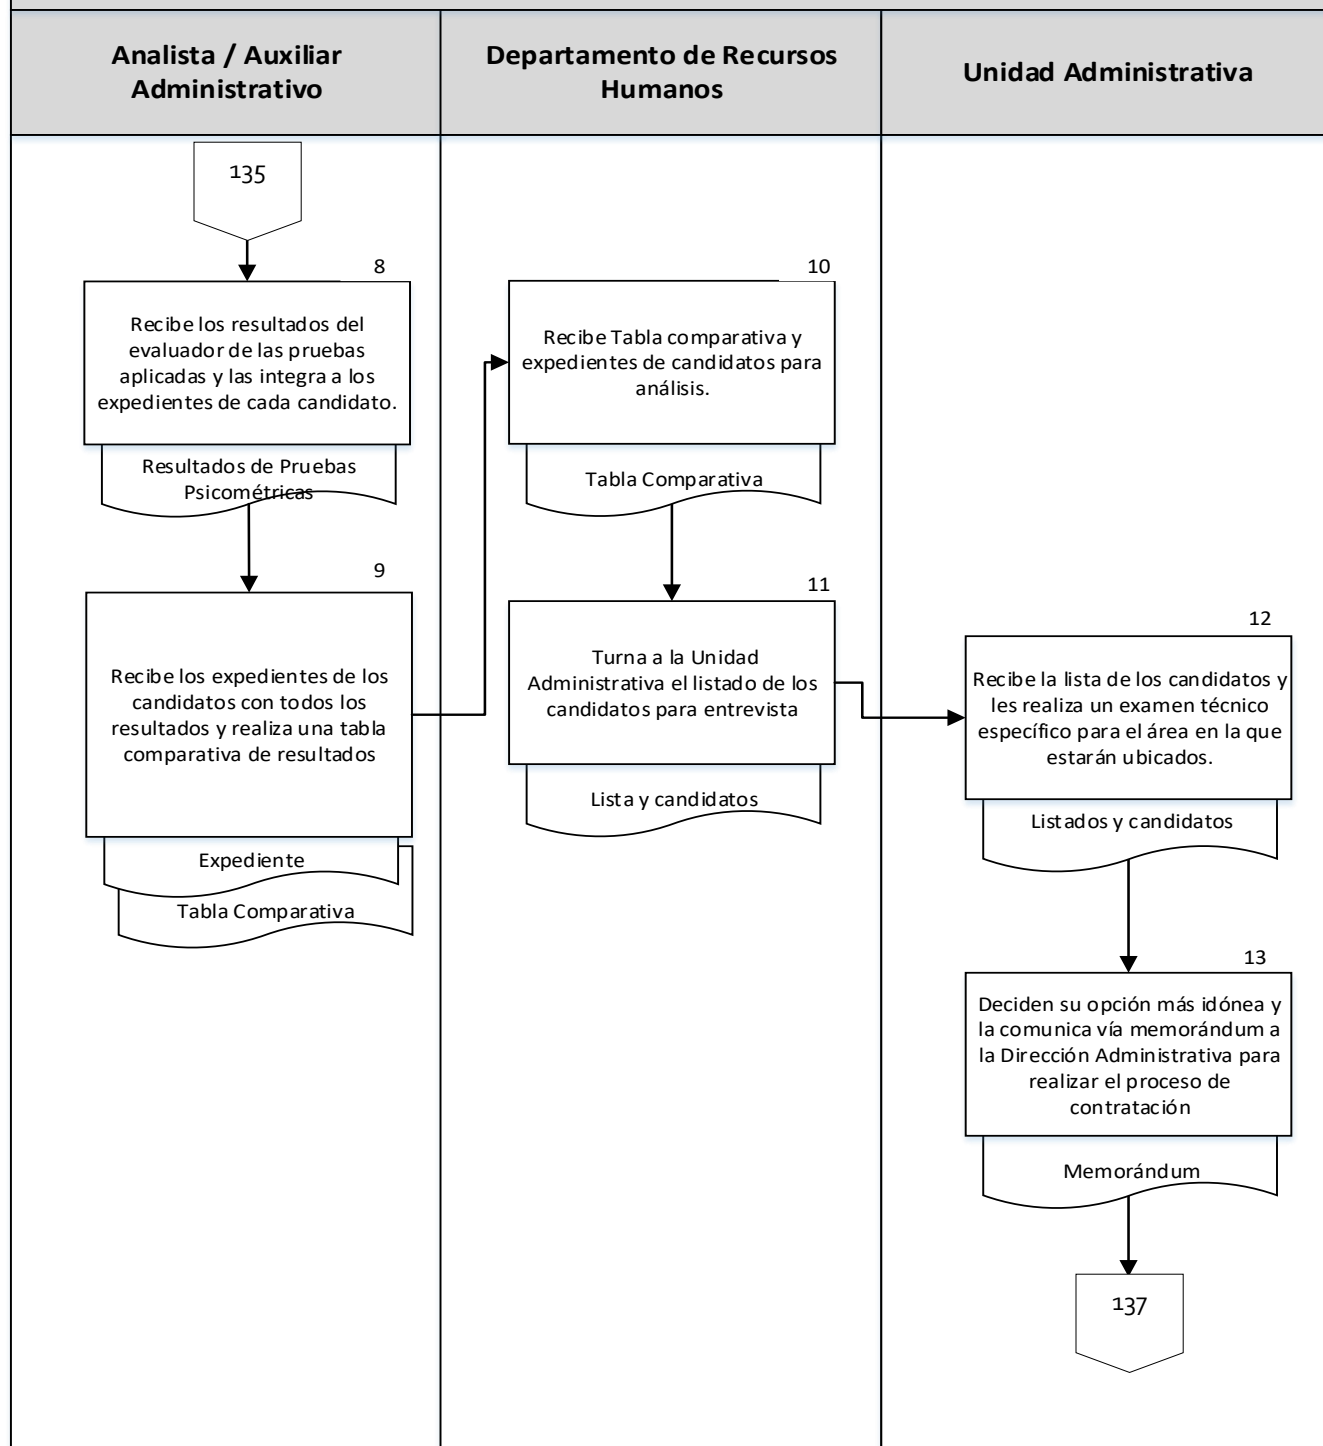 Analista / Auxiliar
Administrativo
Departamento de Recursos
Humanos
Unidad Administrativa
135
8
Recibe los resultados del
evaluador de las pruebas
aplicadas y las integra a los
expedientes de cada candidato.
Resultados de Pruebas
Psicométricas
9
Recibe los expedientes de los
candidatos con todos los
resultados y realiza una tabla
comparativa de resultados
Expediente
Tabla Comparativa
10
Recibe Tabla comparativa y
expedientes de candidatos para
análisis.
Tabla Comparativa
11
Turna a la Unidad
Administrativa el listado de los
candidatos para entrevista
Lista y candidatos
12
Recibe la lista de los candidatos y
les realiza un examen técnico
específico para el área en la que
estarán ubicados.
Listados y candidatos
13
Deciden su opción más idónea y
la comunica vía memorándum a
la Dirección Administrativa para
realizar el proceso de
contratación
Memorándum
137